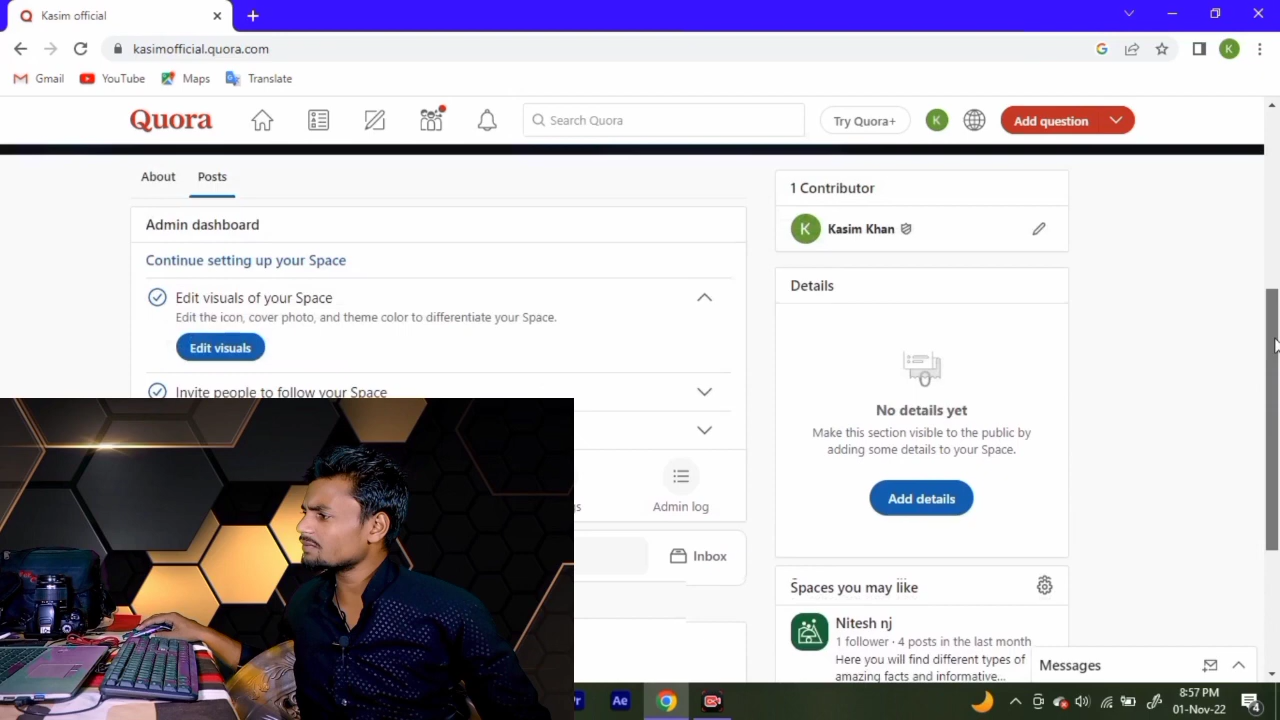 Kasim official
kasimofficial.quora.com
Gmail YouTube Maps Translate
Quora Search Quora Try Quora+ K Add question
About Posts
Admin dashboard
Continue setting up your Space
Edit visuals of your Space
Edit the icon, cover photo, and theme color to differentiate your Space.
Edit visuals
Invite people to follow your Space
Admin log
Inbox
1 Contributor
K Kasim Khan
Details
No details yet
Make this section visible to the public by
adding some details to your Space.
Add details
Spaces you may like
Nitesh nj
1 follower · 4 posts in the last month
Here you will find different types of
amazing facts and informative...
Messages
Pr Ae
8:57 PM
01-Nov-22
4